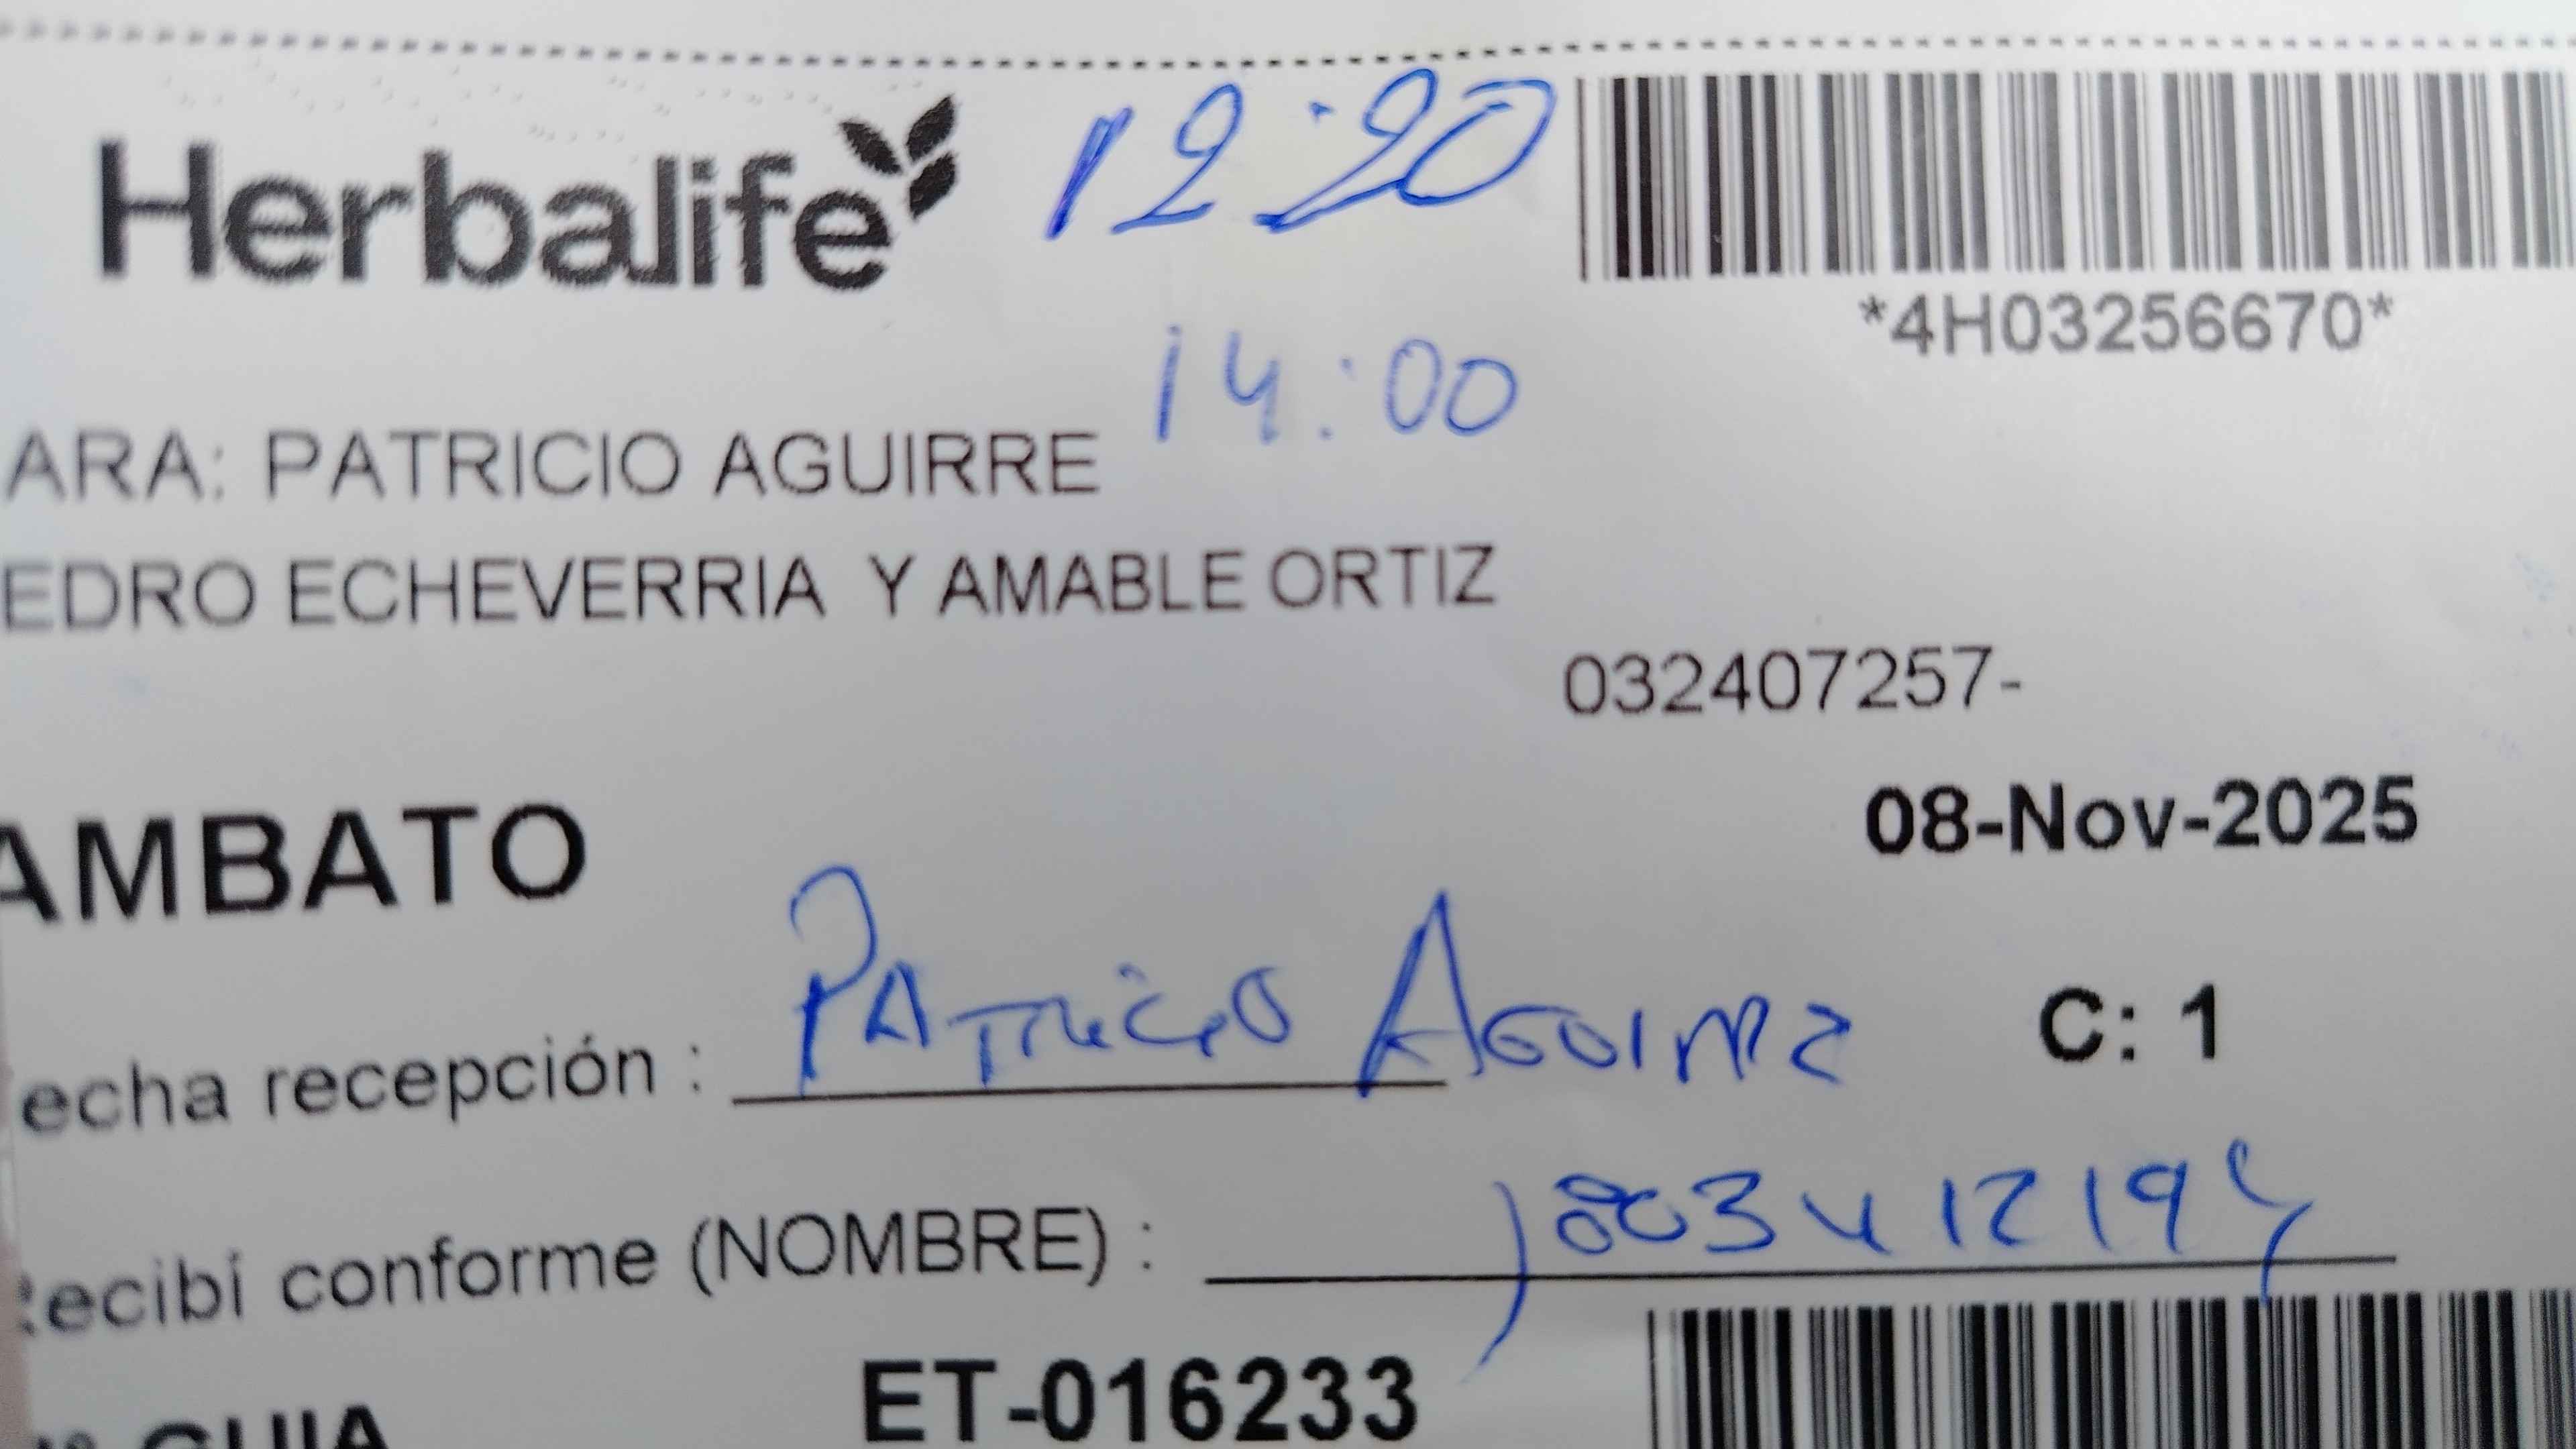 Herbalife 12:20
*4H03256670*
14:00
ARA: PATRICIO AGUIRRE
EDRO ECHEVERRIA Y AMABLE ORTIZ
032407257-
08-Nov-2025
AMBATO
C: 1
echa recepción : PATRICIO AGUIRRE
ecibí conforme (NOMBRE) : 1803412194
ET-016233
GUIA